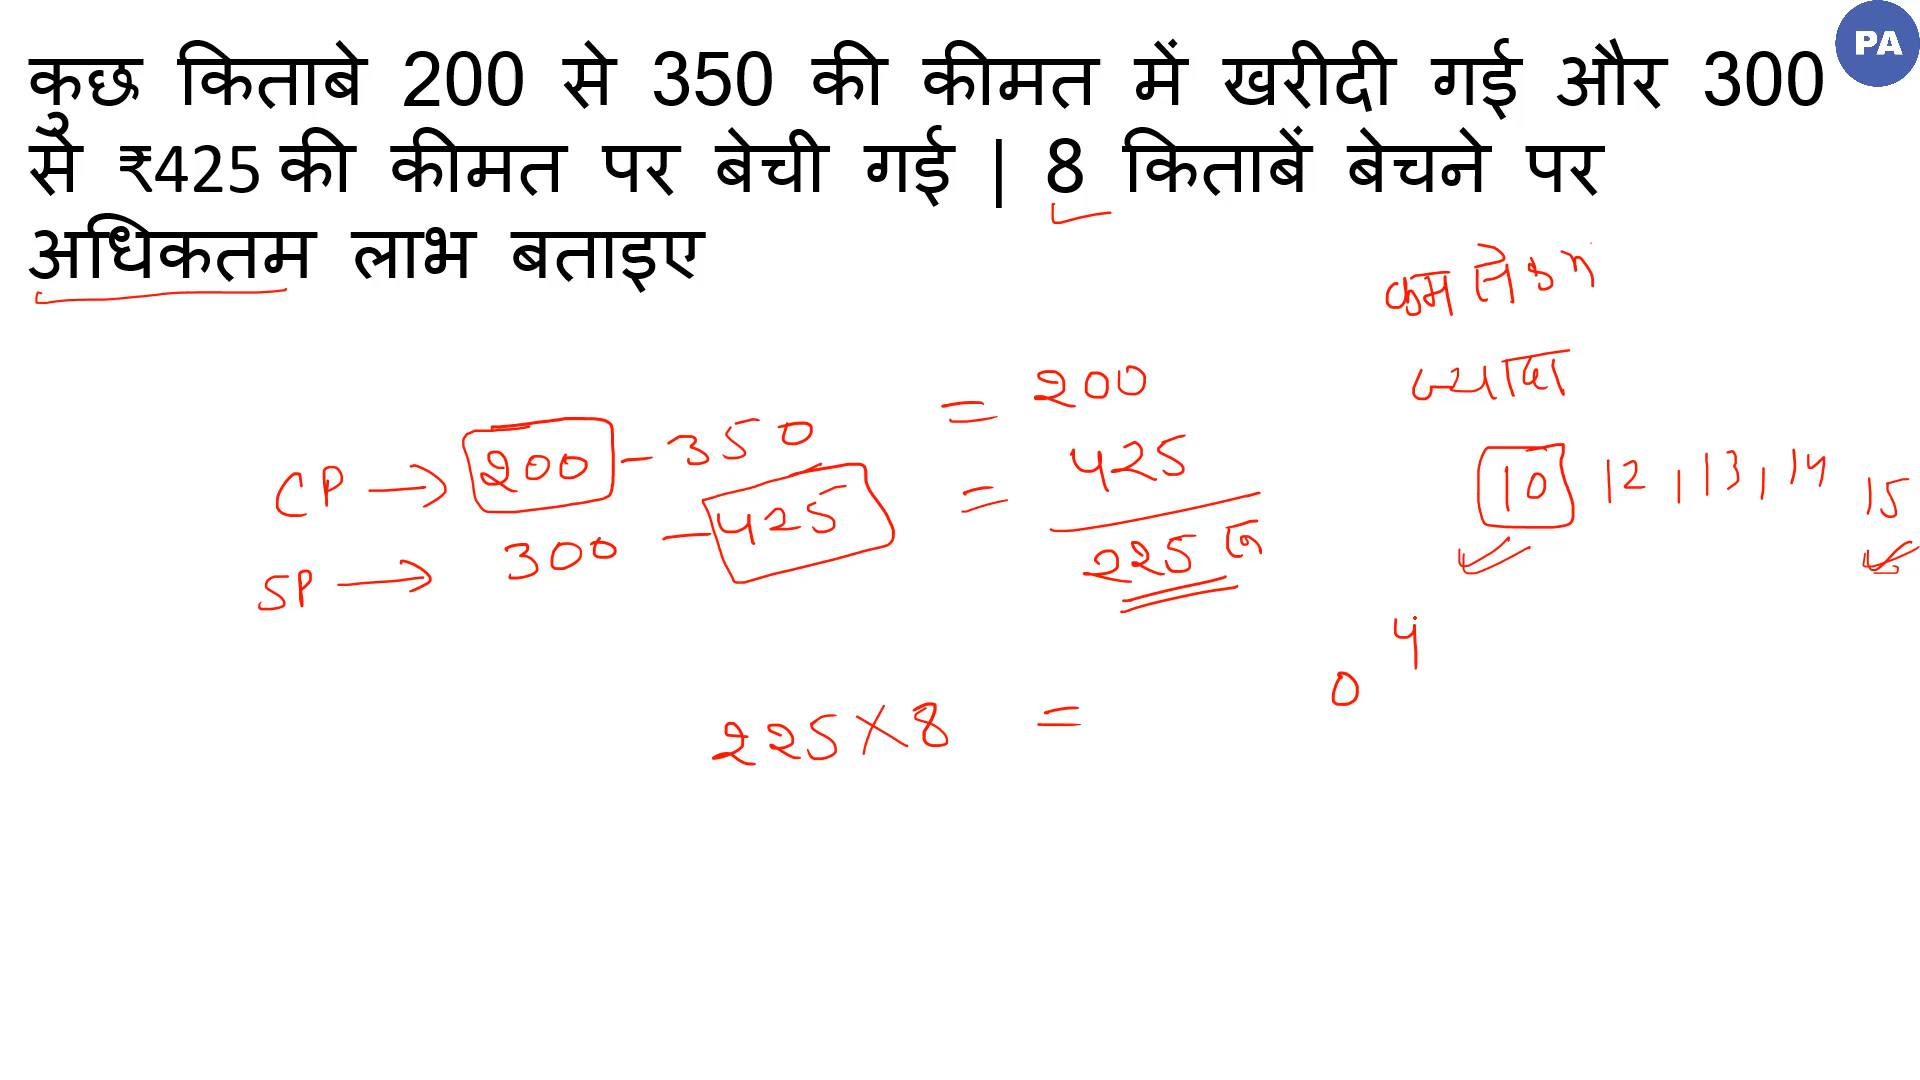 PA
कुछ किताबे 200 से 350 की कीमत में खरीदी गई और 300
से ₹425 की कीमत पर बेची गई | 8 किताबें बेचने पर
अधिकतम लाभ बताइए
कम से कम
ज्यादा
CP → 200 - 350 = 200
SP → 300 - 425 = 425
225
10 12, 13, 14 15
225 × 8 =
0 4